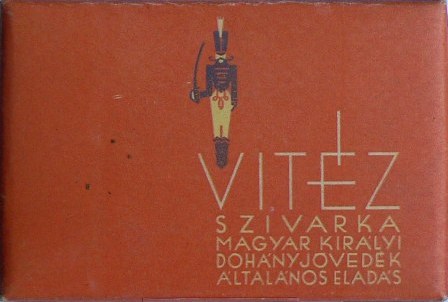 VITÉZ
SZIVARKA
MAGYAR KIRÁLYI
DOHÁNYJÖVEDÉK
ÁLTALÁNOS ELADÁS